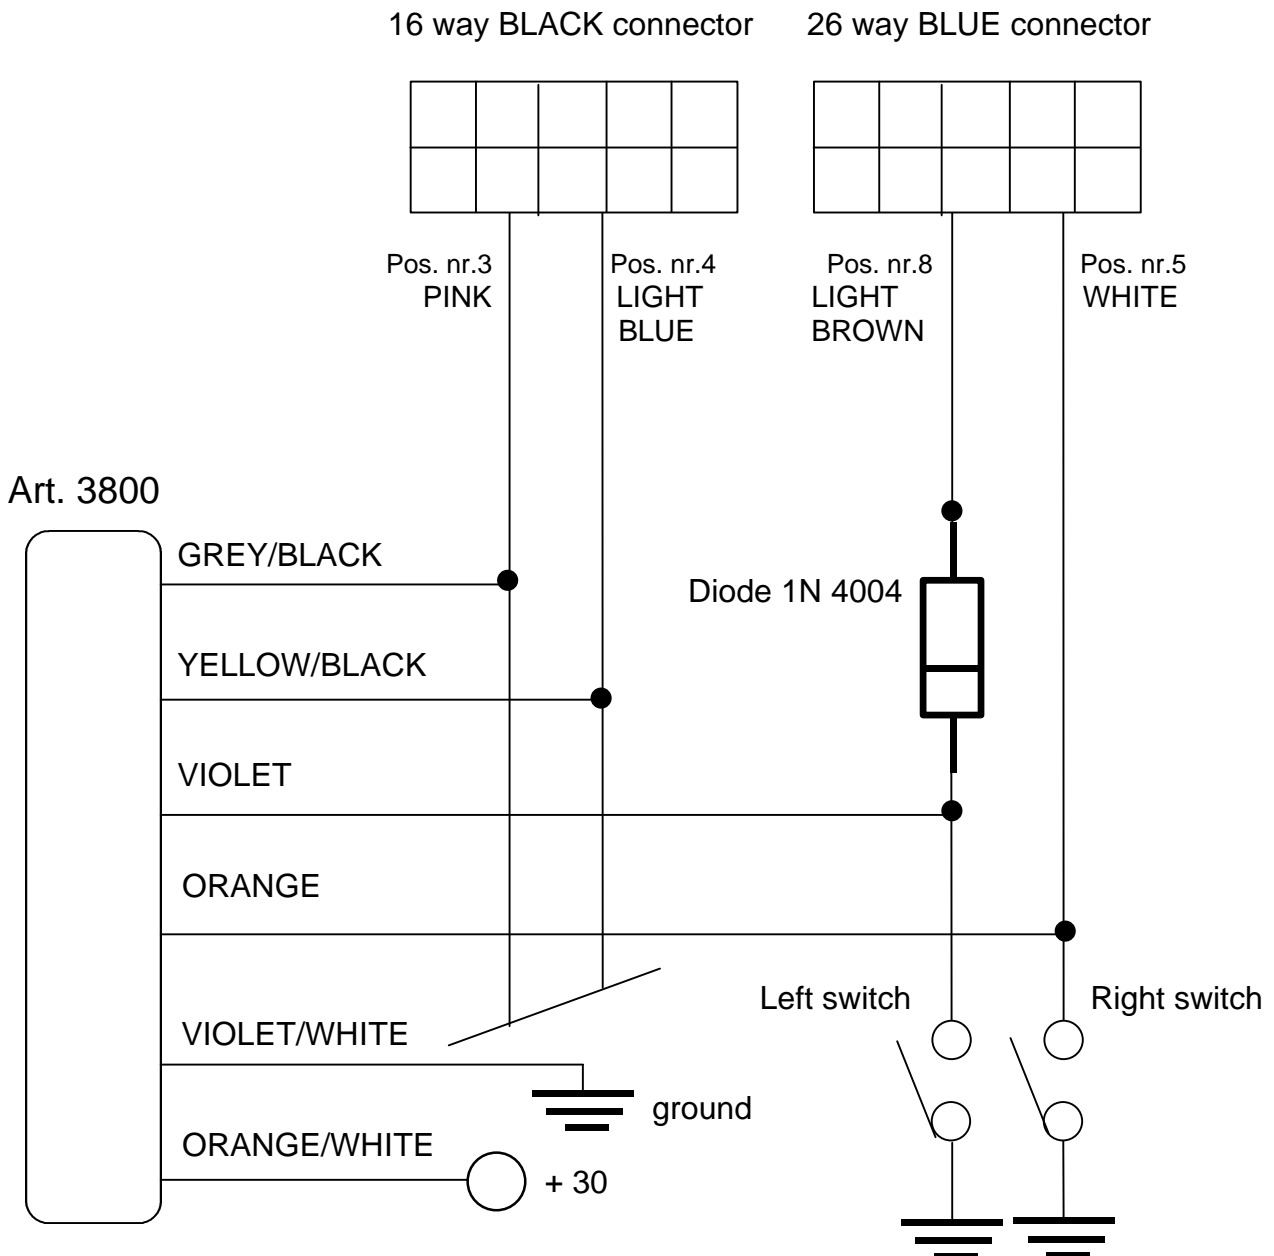 16 way BLACK connector
26 way BLUE connector
Pos. nr.3
PINK
Pos. nr.4
LIGHT
BLUE
Pos. nr.8
LIGHT
BROWN
Pos. nr.5
WHITE
Art. 3800
GREY/BLACK
Diode 1N 4004
YELLOW/BLACK
VIOLET
ORANGE
Left switch
Right switch
VIOLET/WHITE
ground
ORANGE/WHITE
+ 30